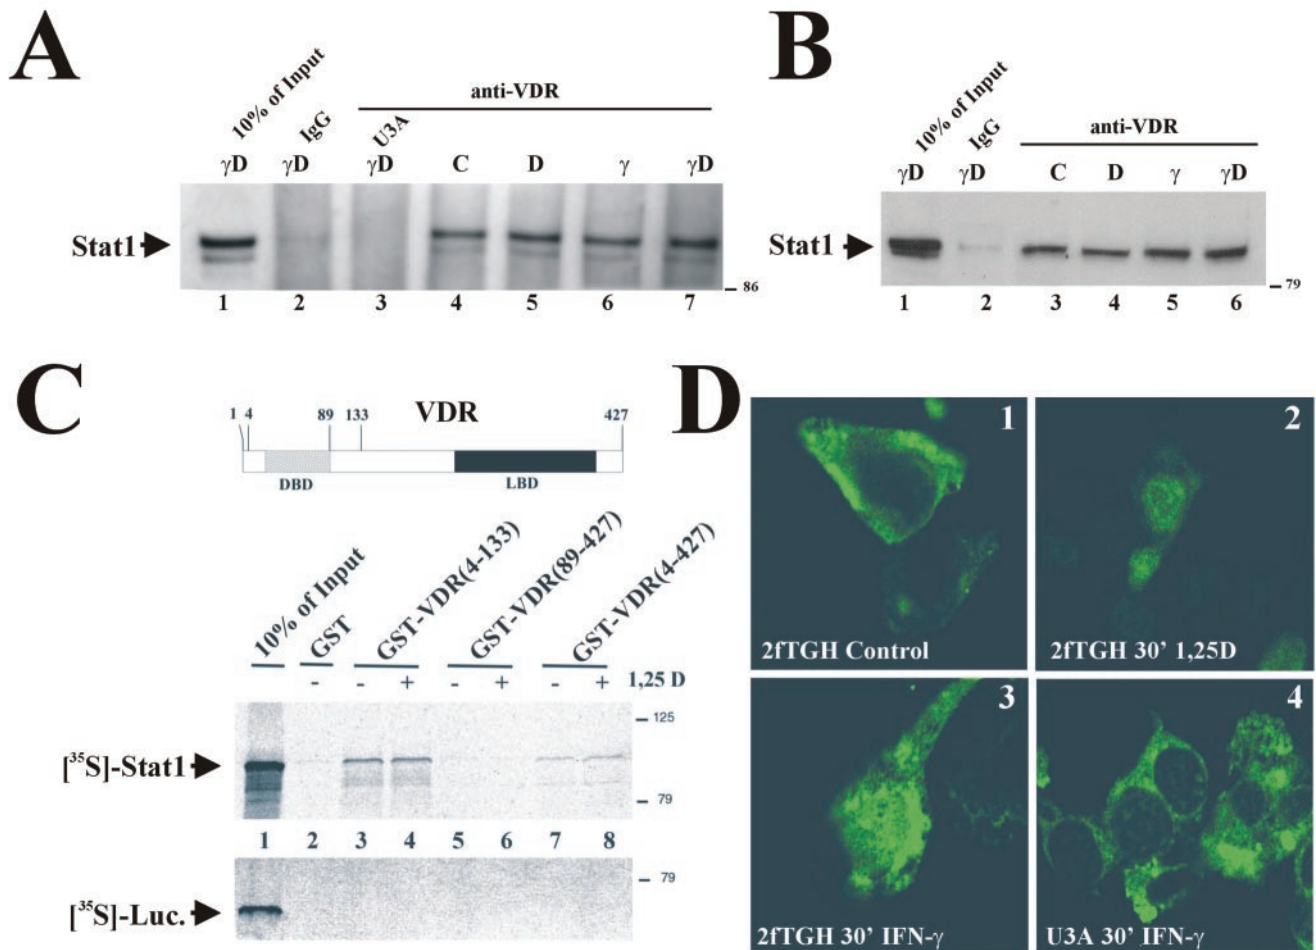 A
10% of Input
IgG
U3A
anti-VDR
γD γD γD C D γ γD
Stat1
86
1 2 3 4 5 6 7
B
10% of Input
IgG
anti-VDR
γD γD C D γ γD
Stat1
79
1 2 3 4 5 6
C
1 4 89 133 VDR 427
DBD LBD
10% of Input
GST
GST-VDR(4-133)
GST-VDR(89-427)
GST-VDR(4-427)
- - + - + - + 1,25 D
125
[³⁵S]-Stat1
79
1 2 3 4 5 6 7 8
79
[³⁵S]-Luc.
D
1
2fTGH Control
2
2fTGH 30’ 1,25D
3
2fTGH 30’ IFN-γ
4
U3A 30’ IFN-γ